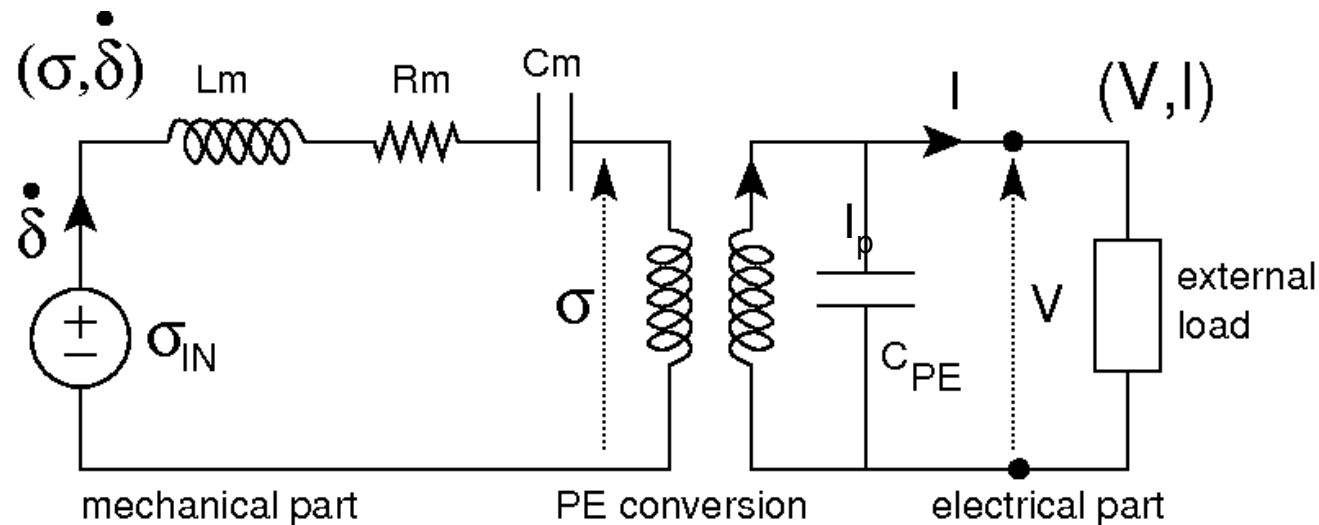 (σ,δ̇)
Lm
Rm
Cm
I
(V,I)
δ̇
+
−
σIN
σ
Ip
CPE
V
external
load
mechanical part
PE conversion
electrical part